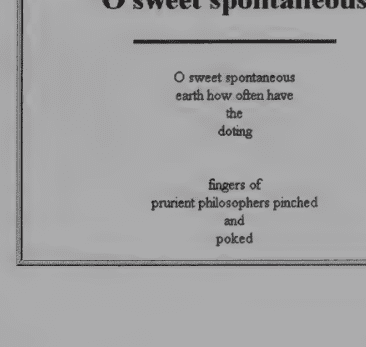 O sweet spontaneous
O sweet spontaneous
earth how often have
the
doting
fingers of
prurient philosophers pinched
and
poked